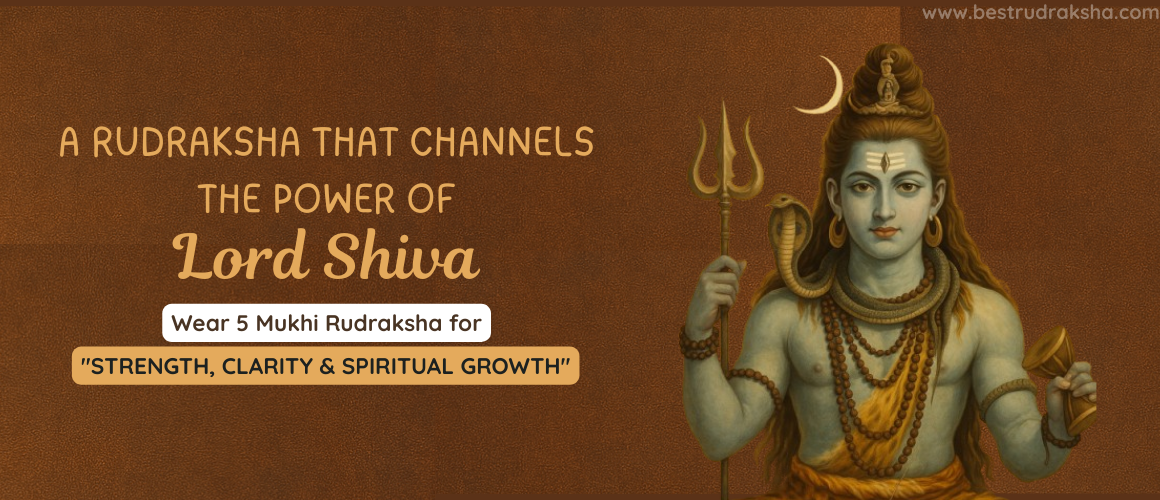 www.bestrudraksha.com
A RUDRAKSHA THAT CHANNELS
THE POWER OF
Lord Shiva
Wear 5 Mukhi Rudraksha for
"STRENGTH, CLARITY & SPIRITUAL GROWTH"